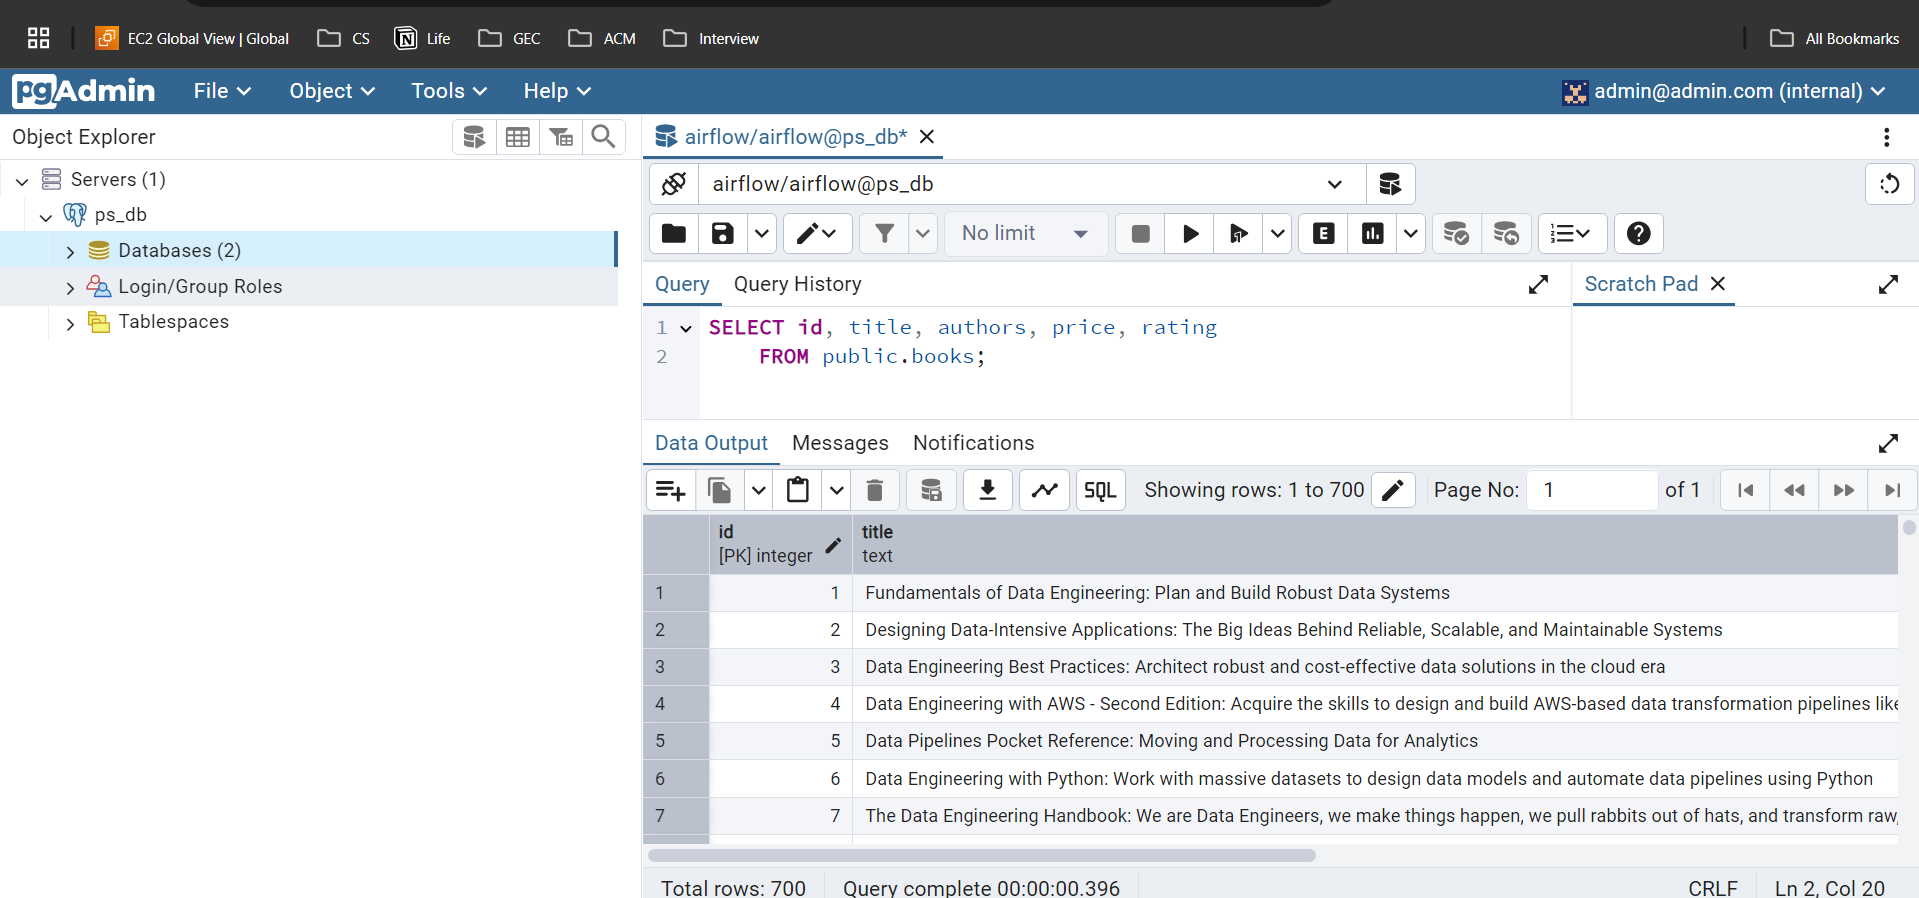 EC2 Global View | Global CS Life GEC ACM Interview All Bookmarks
pgAdmin File Object Tools Help admin@admin.com (internal)
Object Explorer
Servers (1)
ps_db
Databases (2)
Login/Group Roles
Tablespaces
airflow/airflow@ps_db*
airflow/airflow@ps_db
No limit
E
Query Query History Scratch Pad
1 SELECT id, title, authors, price, rating
2 FROM public.books;
Data Output Messages Notifications
SQL Showing rows: 1 to 700 Page No: 1 of 1
id title
[PK] integer text
1 1 Fundamentals of Data Engineering: Plan and Build Robust Data Systems
2 2 Designing Data-Intensive Applications: The Big Ideas Behind Reliable, Scalable, and Maintainable Systems
3 3 Data Engineering Best Practices: Architect robust and cost-effective data solutions in the cloud era
4 4 Data Engineering with AWS - Second Edition: Acquire the skills to design and build AWS-based data transformation pipelines like
5 5 Data Pipelines Pocket Reference: Moving and Processing Data for Analytics
6 6 Data Engineering with Python: Work with massive datasets to design data models and automate data pipelines using Python
7 7 The Data Engineering Handbook: We are Data Engineers, we make things happen, we pull rabbits out of hats, and transform raw,
Total rows: 700 Query complete 00:00:00.396 CRLF Ln 2, Col 20